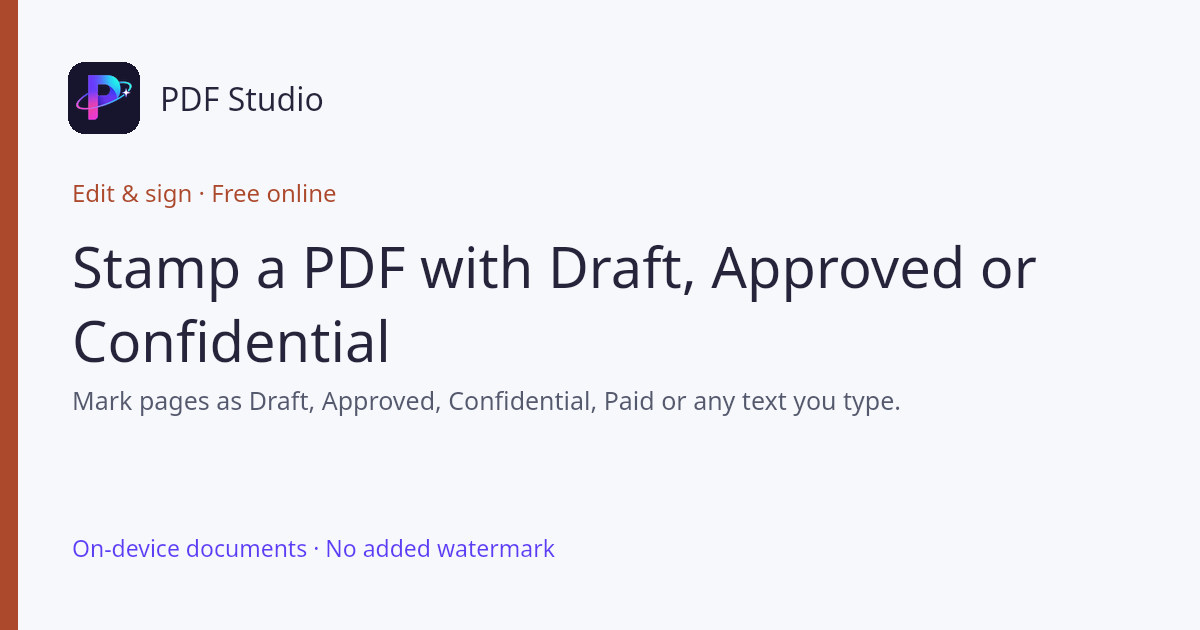 PDF Studio
Edit & sign · Free online
Stamp a PDF with Draft, Approved or
Confidential
Mark pages as Draft, Approved, Confidential, Paid or any text you type.
On-device documents · No added watermark